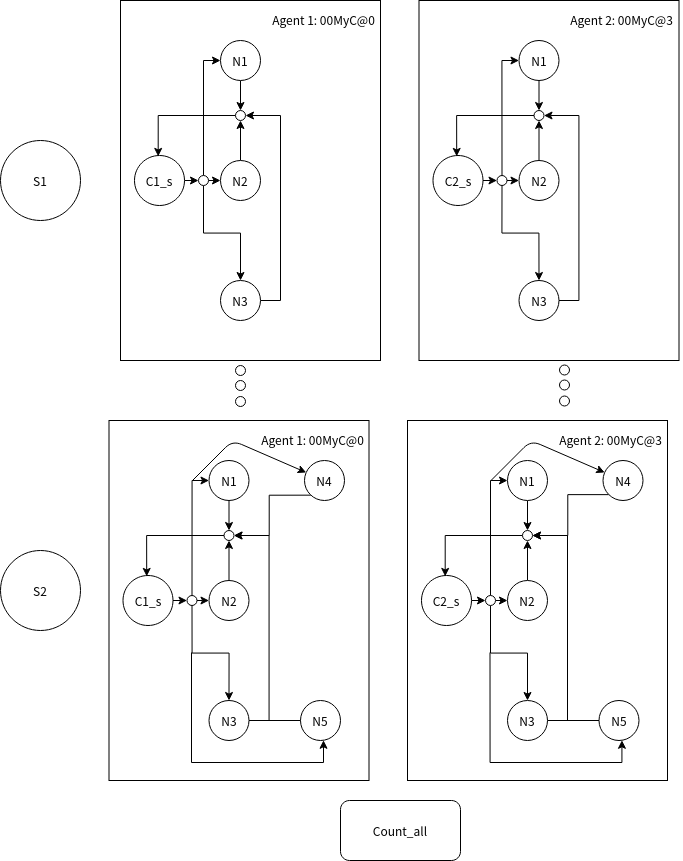 Agent 1: 00MyC@0
Agent 2: 00MyC@3
N1
N1
S1
C1_s
N2
C2_s
N2
N3
N3
Agent 1: 00MyC@0
Agent 2: 00MyC@3
N1
N4
N1
N4
S2
C1_s
N2
C2_s
N2
N3
N5
N3
N5
Count_all